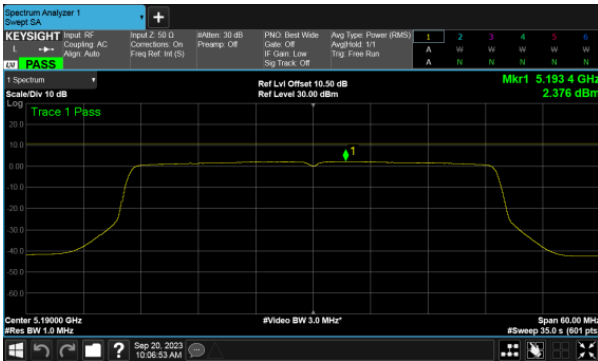 Spectrum Analyzer 1
Swept SA
KEYSIGHT
Input: RF
Coupling: AC
Align: Auto
Input Z: 50 Ω
Corrections: On
Freq Ref: Int (S)
#Atten: 30 dB
Preamp: Off
PNO: Best Wide
Gate: Off
IF Gain: Low
Sig Track: Off
Avg Type: Power (RMS)
Avg|Hold: 1/1
Trig: Free Run
1 2 3 4 5 6
A W W W W W
A N N N N N
L
LXI PASS
1 Spectrum
Scale/Div 10 dB
Ref Lvl Offset 10.50 dB
Ref Level 30.00 dBm
Mkr1 5.193 4 GHz
2.376 dBm
Log
Trace 1 Pass
20.0
10.0
0.00
-10.0
-20.0
-30.0
-40.0
-50.0
-60.0
1
Center 5.19000 GHz
#Res BW 1.0 MHz
#Video BW 3.0 MHz*
Span 60.00 MHz
#Sweep 35.0 s (601 pts)
?
Sep 20, 2023
10:06:53 AM